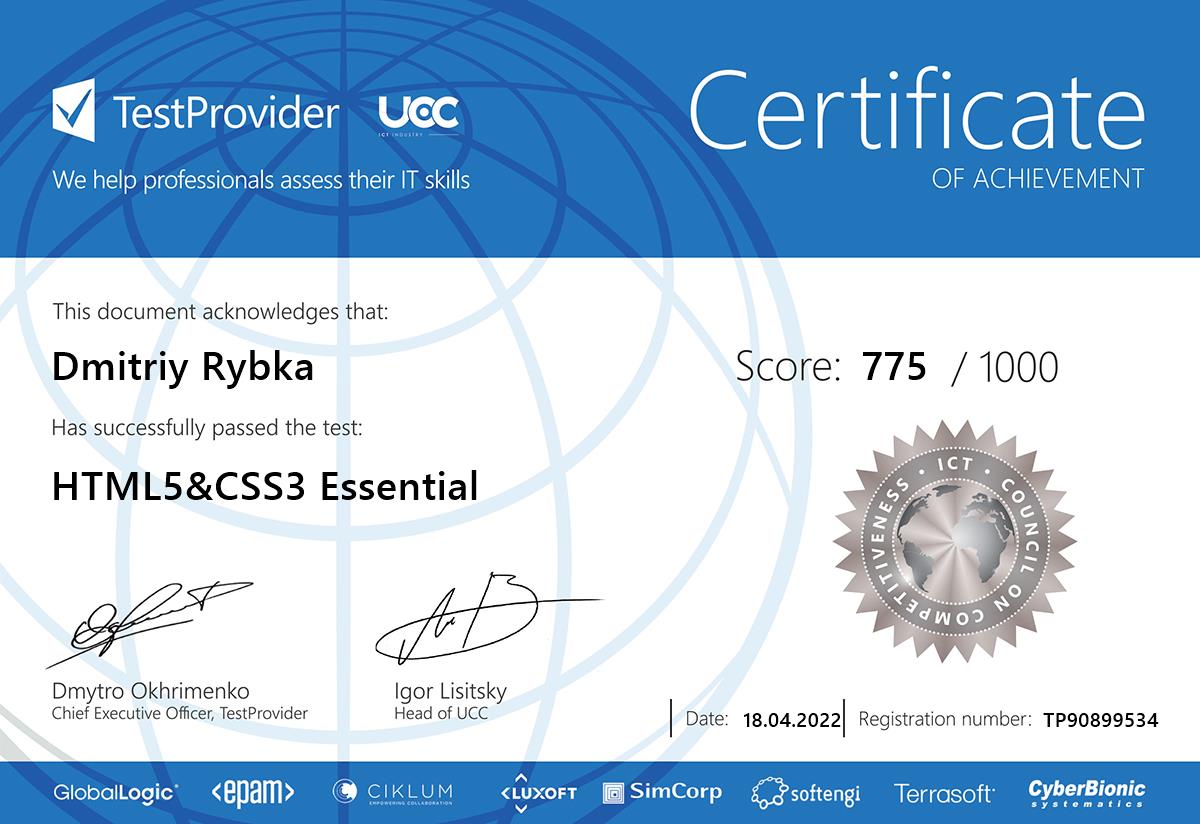 TestProvider
UCC
ICT INDUSTRY
We help professionals assess their IT skills
Certificate
OF ACHIEVEMENT
This document acknowledges that:
Dmitriy Rybka
Score: 775 / 1000
Has successfully passed the test:
HTML5&CSS3 Essential
· ICT · COUNCIL ON COMPETITIVENESS
Dmytro Okhrimenko
Chief Executive Officer, TestProvider
Igor Lisitsky
Head of UCC
Date: 18.04.2022
Registration number: TP90899534
GlobalLogic
<epam>
CIKLUM
EMPOWERING COLLABORATION
<LUXOFT
SimCorp
softengi
Terrasoft
CyberBionic
systematics